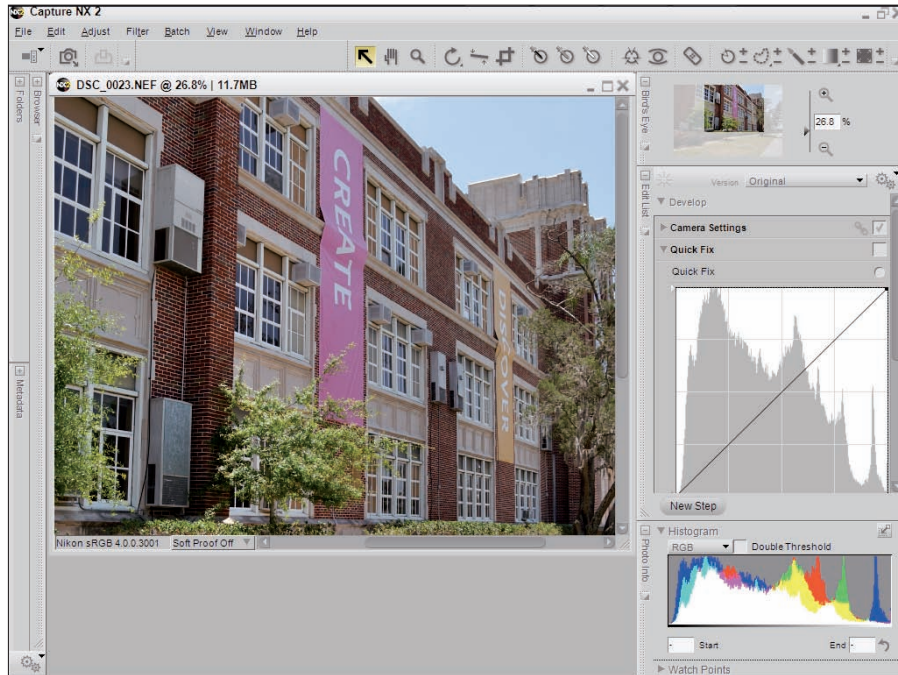 Capture NX 2
File Edit Adjust Filter Batch View Window Help
DSC_0023.NEF @ 26.8% | 11.7MB
Folders
Browser
Metadata
CREATE
DISCOVER
Nikon sRGB 4.0.0.3001 Soft Proof Off
Bird's Eye
26.8 %
Edit List
Version Original
Develop
Camera Settings
Quick Fix
Quick Fix
New Step
Photo Info
Histogram
RGB Double Threshold
- Start End -
Watch Points